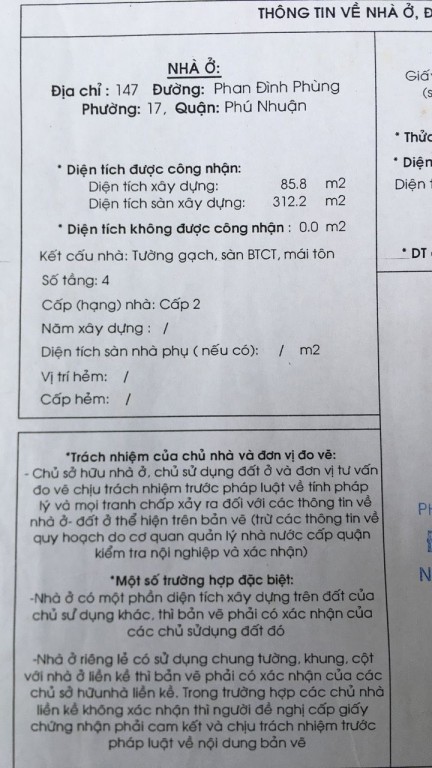 THÔNG TIN VỀ NHÀ Ở, Đ
NHÀ Ở:
Địa chỉ : 147 Đường: Phan Đình Phùng
Phường: 17, Quận: Phú Nhuận
* Diện tích được công nhận:
Diện tích xây dựng: 85.8 m2
Diện tích sàn xây dựng: 312.2 m2
* Diện tích không được công nhận : 0.0 m2
Kết cấu nhà: Tường gạch, sàn BTCT, mái tôn
Số tầng: 4
Cấp (hạng) nhà: Cấp 2
Năm xây dựng : /
Diện tích sàn nhà phụ ( nếu có): / m2
Vị trí hẻm: /
Cấp hẻm: /
Giấ
(s
* Thửa
* Diện
Diện t
* DT
*Trách nhiệm của chủ nhà và đơn vị đo vẽ:
- Chủ sở hữu nhà ở, chủ sử dụng đất ở và đơn vị tư vấn
đo vẽ chịu trách nhiệm trước pháp luật về tính pháp
lý và mọi tranh chấp xảy ra đối với các thông tin về
nhà ở- đất ở thể hiện trên bản vẽ (trừ các thông tin về
quy hoạch do cơ quan quản lý nhà nước cấp quận
kiểm tra nội nghiệp và xác nhận)
*Một số trường hợp đặc biệt:
-Nhà ở có một phần diện tích xây dựng trên đất của
chủ sử dụng khác, thì bản vẽ phải có xác nhận của
các chủ sửdụng đất đó
-Nhà ở riêng lẻ có sử dụng chung tường, khung, cột
với nhà ở liền kề thì bản vẽ phải có xác nhận của các
chủ sở hữunhà liền kề. Trong trường hợp các chủ nhà
liền kề không xác nhận thì người đề nghị cấp giấy
chứng nhận phải cam kết và chịu trách nhiệm trước
pháp luật về nội dung bản vẽ
PH
N